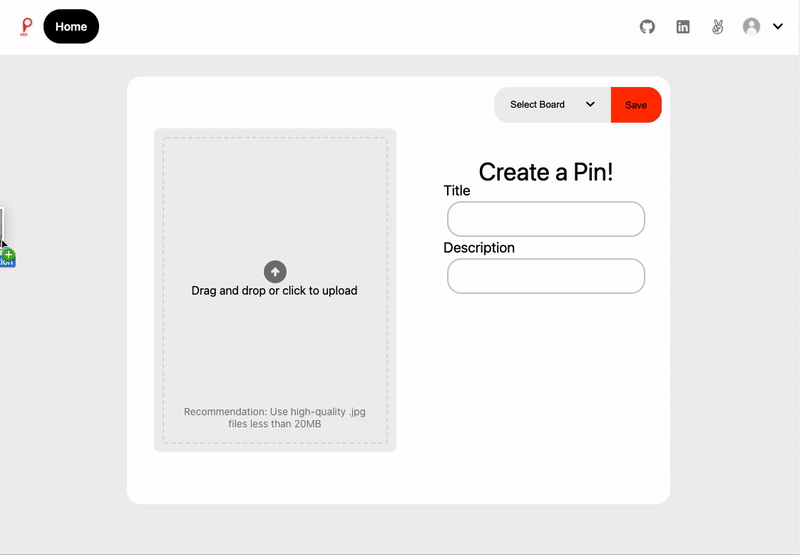 Home
Select Board
Save
Create a Pin!
Title
Description
Drag and drop or click to upload
Recommendation: Use high-quality .jpg
files less than 20MB